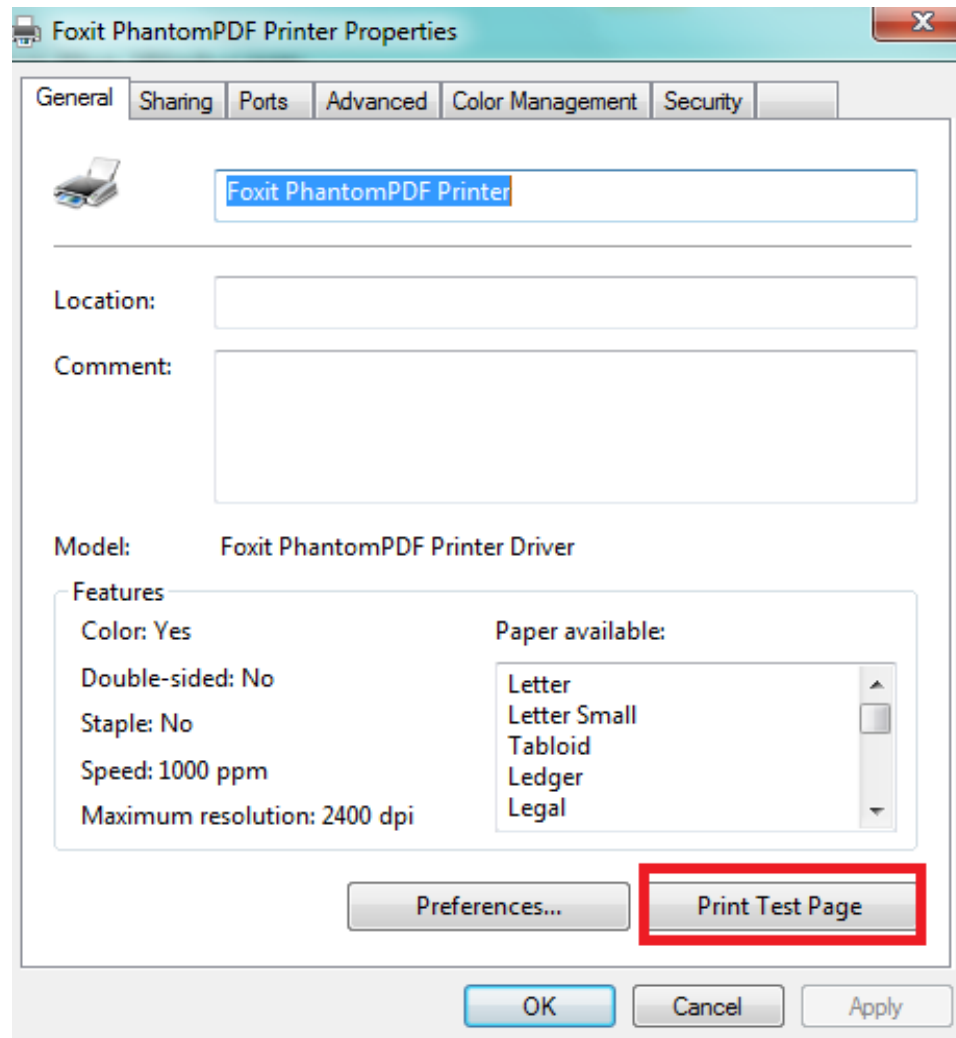 Foxit PhantomPDF Printer Properties
X
General Sharing Ports Advanced Color Management Security
Foxit PhantomPDF Printer
Location:
Comment:
Model: Foxit PhantomPDF Printer Driver
Features
Color: Yes
Double-sided: No
Staple: No
Speed: 1000 ppm
Maximum resolution: 2400 dpi
Paper available:
Letter
Letter Small
Tabloid
Ledger
Legal
Preferences... Print Test Page
OK Cancel Apply